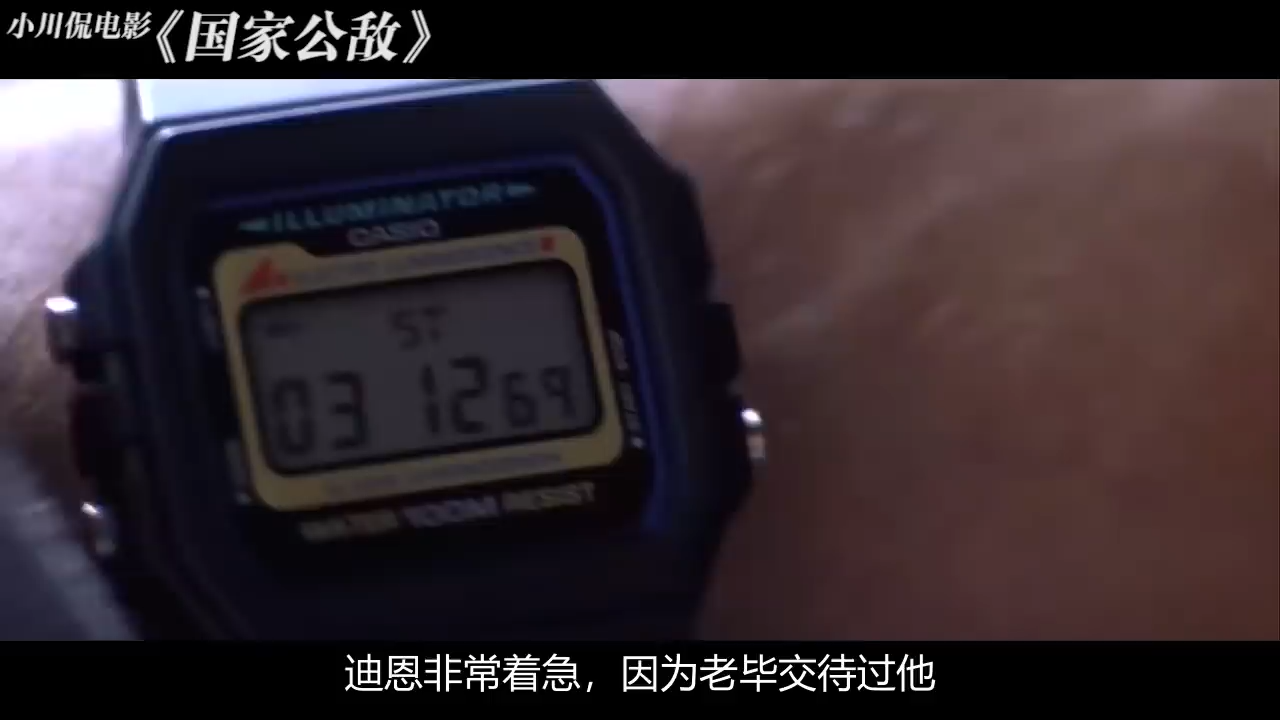 小川侃电影《国家公敌》
ILLUMINATOR
CASIO
ST
03 12 69
WATER 100M RESIST
迪恩非常着急，因为老毕交待过他